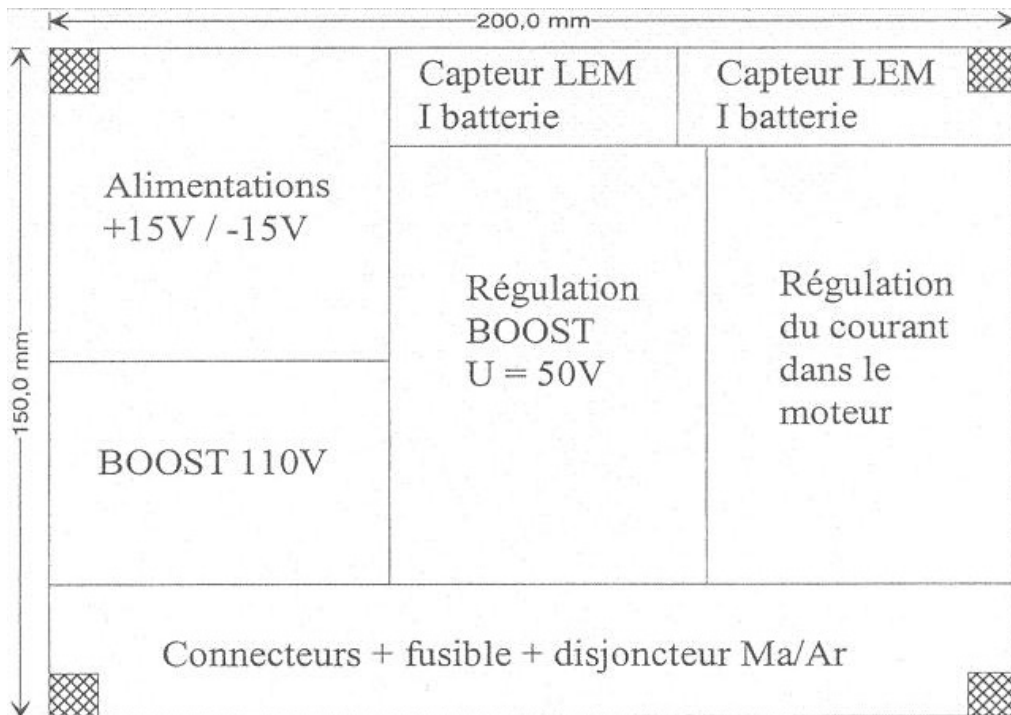 200,0 mm
Capteur LEM
I batterie
Capteur LEM
I batterie
150,0 mm
Alimentations
+15V / -15V
Régulation
BOOST
U = 50V
Régulation
du courant
dans le
moteur
BOOST 110V
Connecteurs + fusible + disjoncteur Ma/Ar